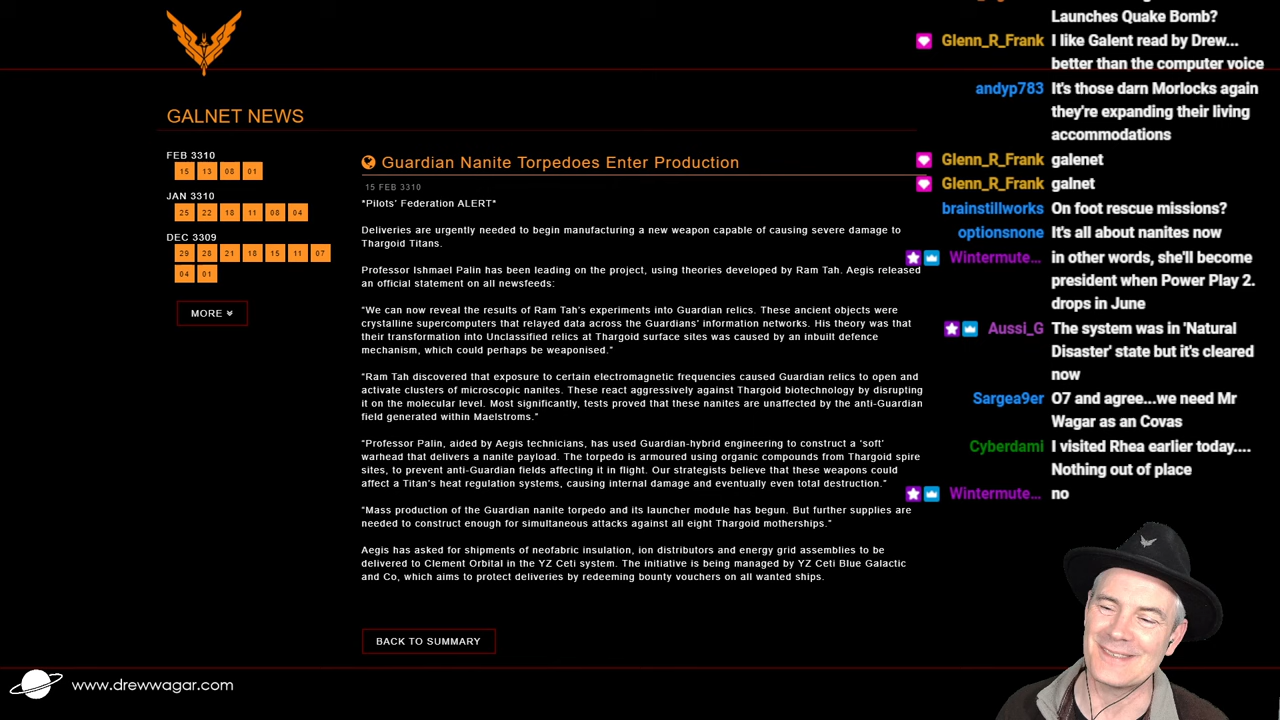 GALNET NEWS
FEB 3310
15 13 08 01
JAN 3310
25 22 18 11 08 04
DEC 3309
29 28 21 18 15 11 07
04 01
MORE
Guardian Nanite Torpedoes Enter Production
15 FEB 3310
*Pilots' Federation ALERT*
Deliveries are urgently needed to begin manufacturing a new weapon capable of causing severe damage to
Thargoid Titans.
Professor Ishmael Palin has been leading on the project, using theories developed by Ram Tah. Aegis released
an official statement on all newsfeeds:
“We can now reveal the results of Ram Tah's experiments into Guardian relics. These ancient objects were
crystalline supercomputers that relayed data across the Guardians' information networks. His theory was that
their transformation into Unclassified relics at Thargoid surface sites was caused by an inbuilt defence
mechanism, which could perhaps be weaponised.”
“Ram Tah discovered that exposure to certain electromagnetic frequencies caused Guardian relics to open and
activate clusters of microscopic nanites. These react aggressively against Thargoid biotechnology by disrupting
it on the molecular level. Most significantly, tests proved that these nanites are unaffected by the anti-Guardian
field generated within Maelstroms.”
“Professor Palin, aided by Aegis technicians, has used Guardian-hybrid engineering to construct a ‘soft’
warhead that delivers a nanite payload. The torpedo is armoured using organic compounds from Thargoid spire
sites, to prevent anti-Guardian fields affecting it in flight. Our strategists believe that these weapons could
affect a Titan's heat regulation systems, causing internal damage and eventually even total destruction.”
“Mass production of the Guardian nanite torpedo and its launcher module has begun. But further supplies are
needed to construct enough for simultaneous attacks against all eight Thargoid motherships.”
Aegis has asked for shipments of neofabric insulation, ion distributors and energy grid assemblies to be
delivered to Clement Orbital in the YZ Ceti system. The initiative is being managed by YZ Ceti Blue Galactic
and Co, which aims to protect deliveries by redeeming bounty vouchers on all wanted ships.
BACK TO SUMMARY
www.drewwagar.com
Launches Quake Bomb?
Glenn_R_Frank I like Galent read by Drew...
better than the computer voice
andyp783 It's those darn Morlocks again
they're expanding their living
accommodations
Glenn_R_Frank galenet
Glenn_R_Frank galnet
brainstillworks On foot rescue missions?
optionsnone It's all about nanites now
Wintermute... in other words, she'll become
president when Power Play 2.
drops in June
Aussi_G The system was in 'Natural
Disaster' state but it's cleared
now
Sargea9er O7 and agree...we need Mr
Wagar as an Covas
Cyberdami I visited Rhea earlier today....
Nothing out of place
Wintermute... no